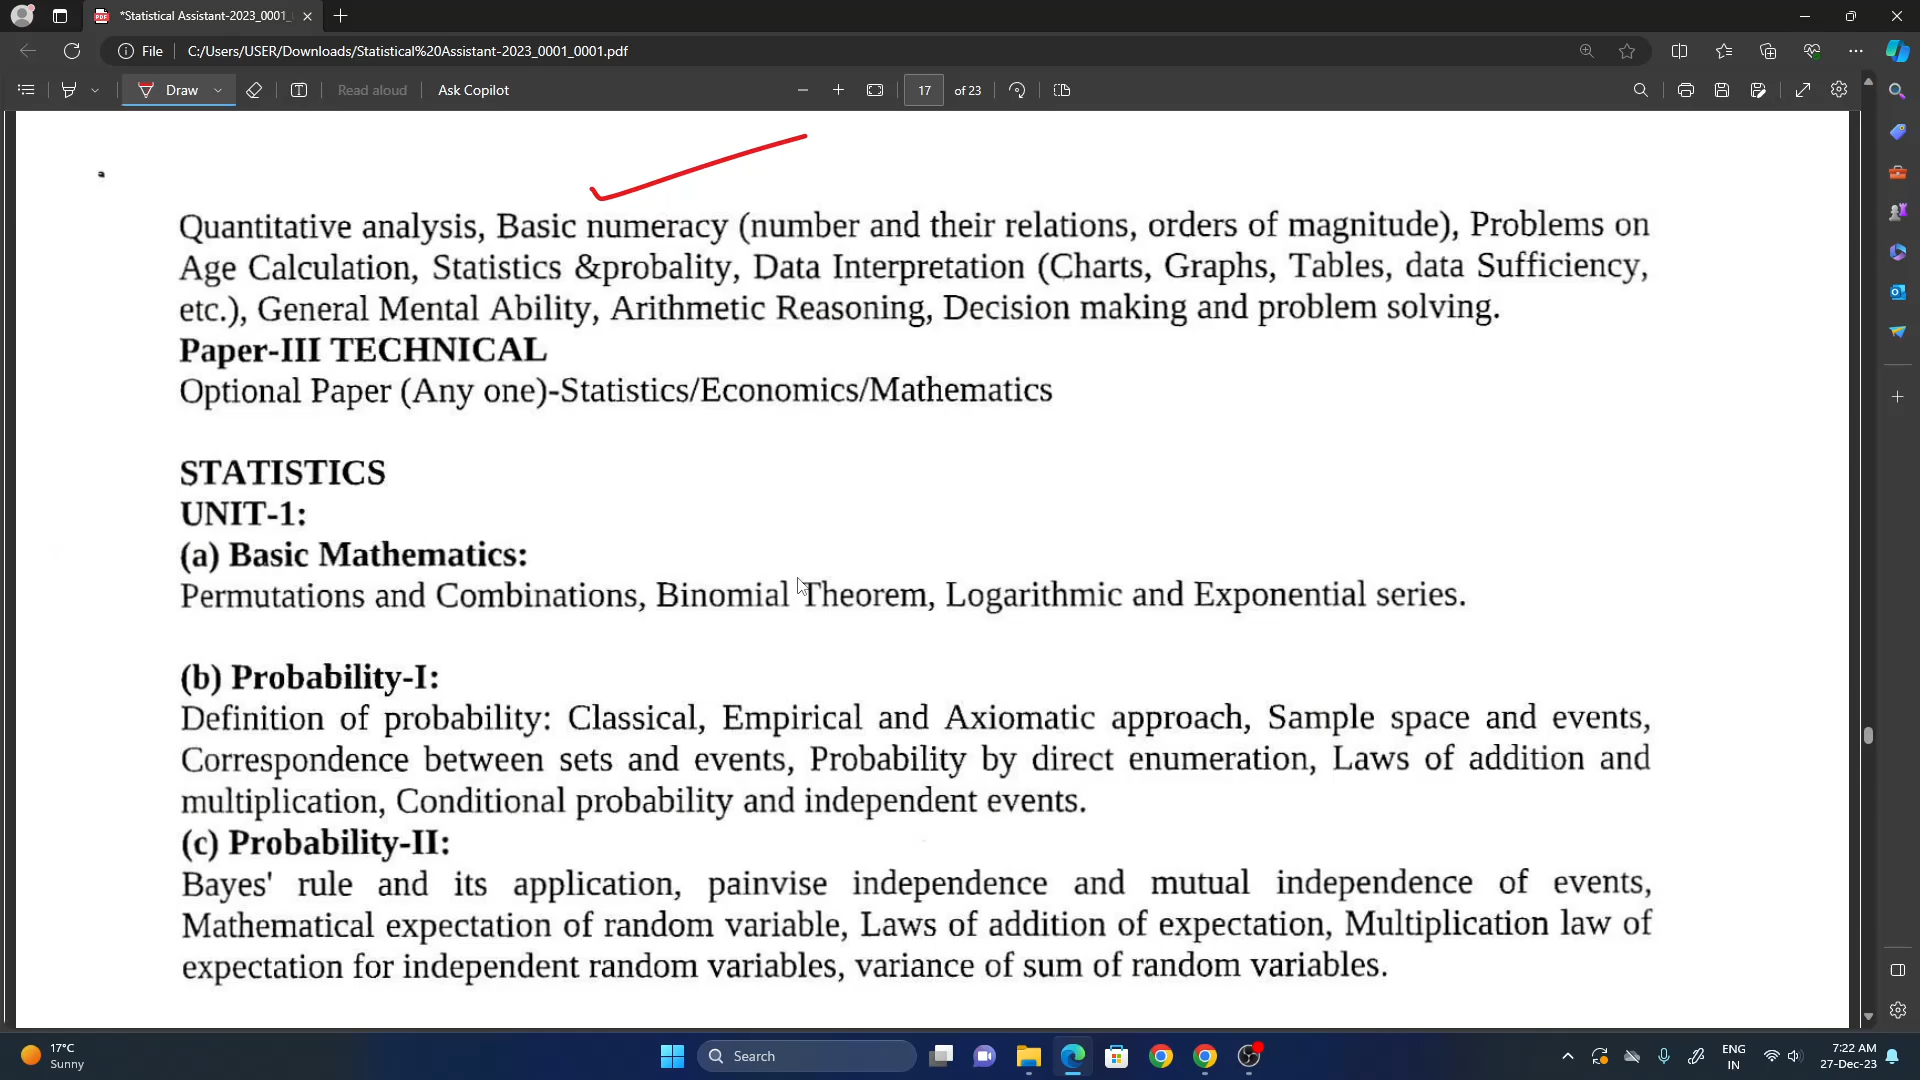 *Statistical Assistant-2023_0001_
File
C:/Users/USER/Downloads/Statistical%20Assistant-2023_0001_0001.pdf
Draw
Read aloud
Ask Copilot
17
of 23
Quantitative analysis, Basic numeracy (number and their relations, orders of magnitude), Problems on
Age Calculation, Statistics &probality, Data Interpretation (Charts, Graphs, Tables, data Sufficiency,
etc.), General Mental Ability, Arithmetic Reasoning, Decision making and problem solving.
Paper-III TECHNICAL
Optional Paper (Any one)-Statistics/Economics/Mathematics
STATISTICS
UNIT-1:
(a) Basic Mathematics:
Permutations and Combinations, Binomial Theorem, Logarithmic and Exponential series.
(b) Probability-I:
Definition of probability: Classical, Empirical and Axiomatic approach, Sample space and events,
Correspondence between sets and events, Probability by direct enumeration, Laws of addition and
multiplication, Conditional probability and independent events.
(c) Probability-II:
Bayes' rule and its application, painvise independence and mutual independence of events,
Mathematical expectation of random variable, Laws of addition of expectation, Multiplication law of
expectation for independent random variables, variance of sum of random variables.
17°C
Sunny
Search
ENG
IN
7:22 AM
27-Dec-23